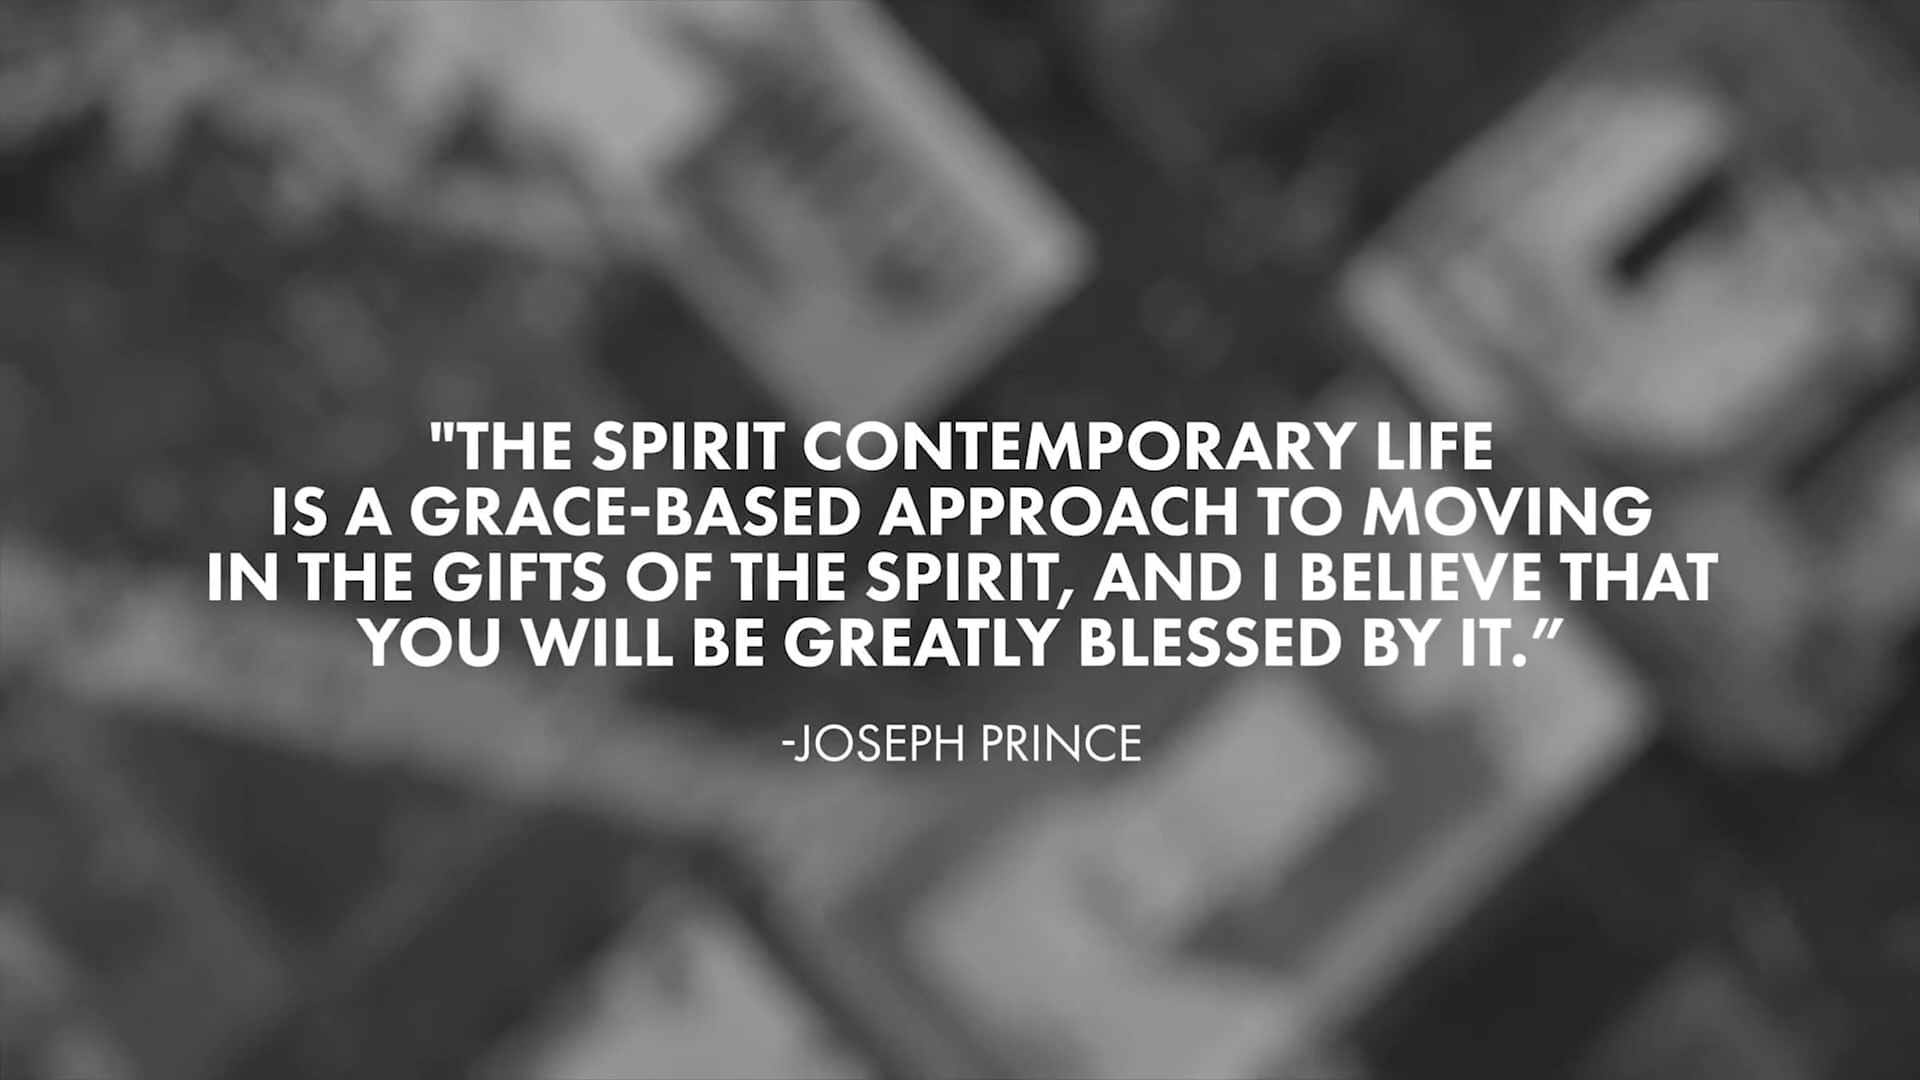 "THE SPIRIT CONTEMPORARY LIFE
IS A GRACE-BASED APPROACH TO MOVING
IN THE GIFTS OF THE SPIRIT, AND I BELIEVE THAT
YOU WILL BE GREATLY BLESSED BY IT.”
-JOSEPH PRINCE